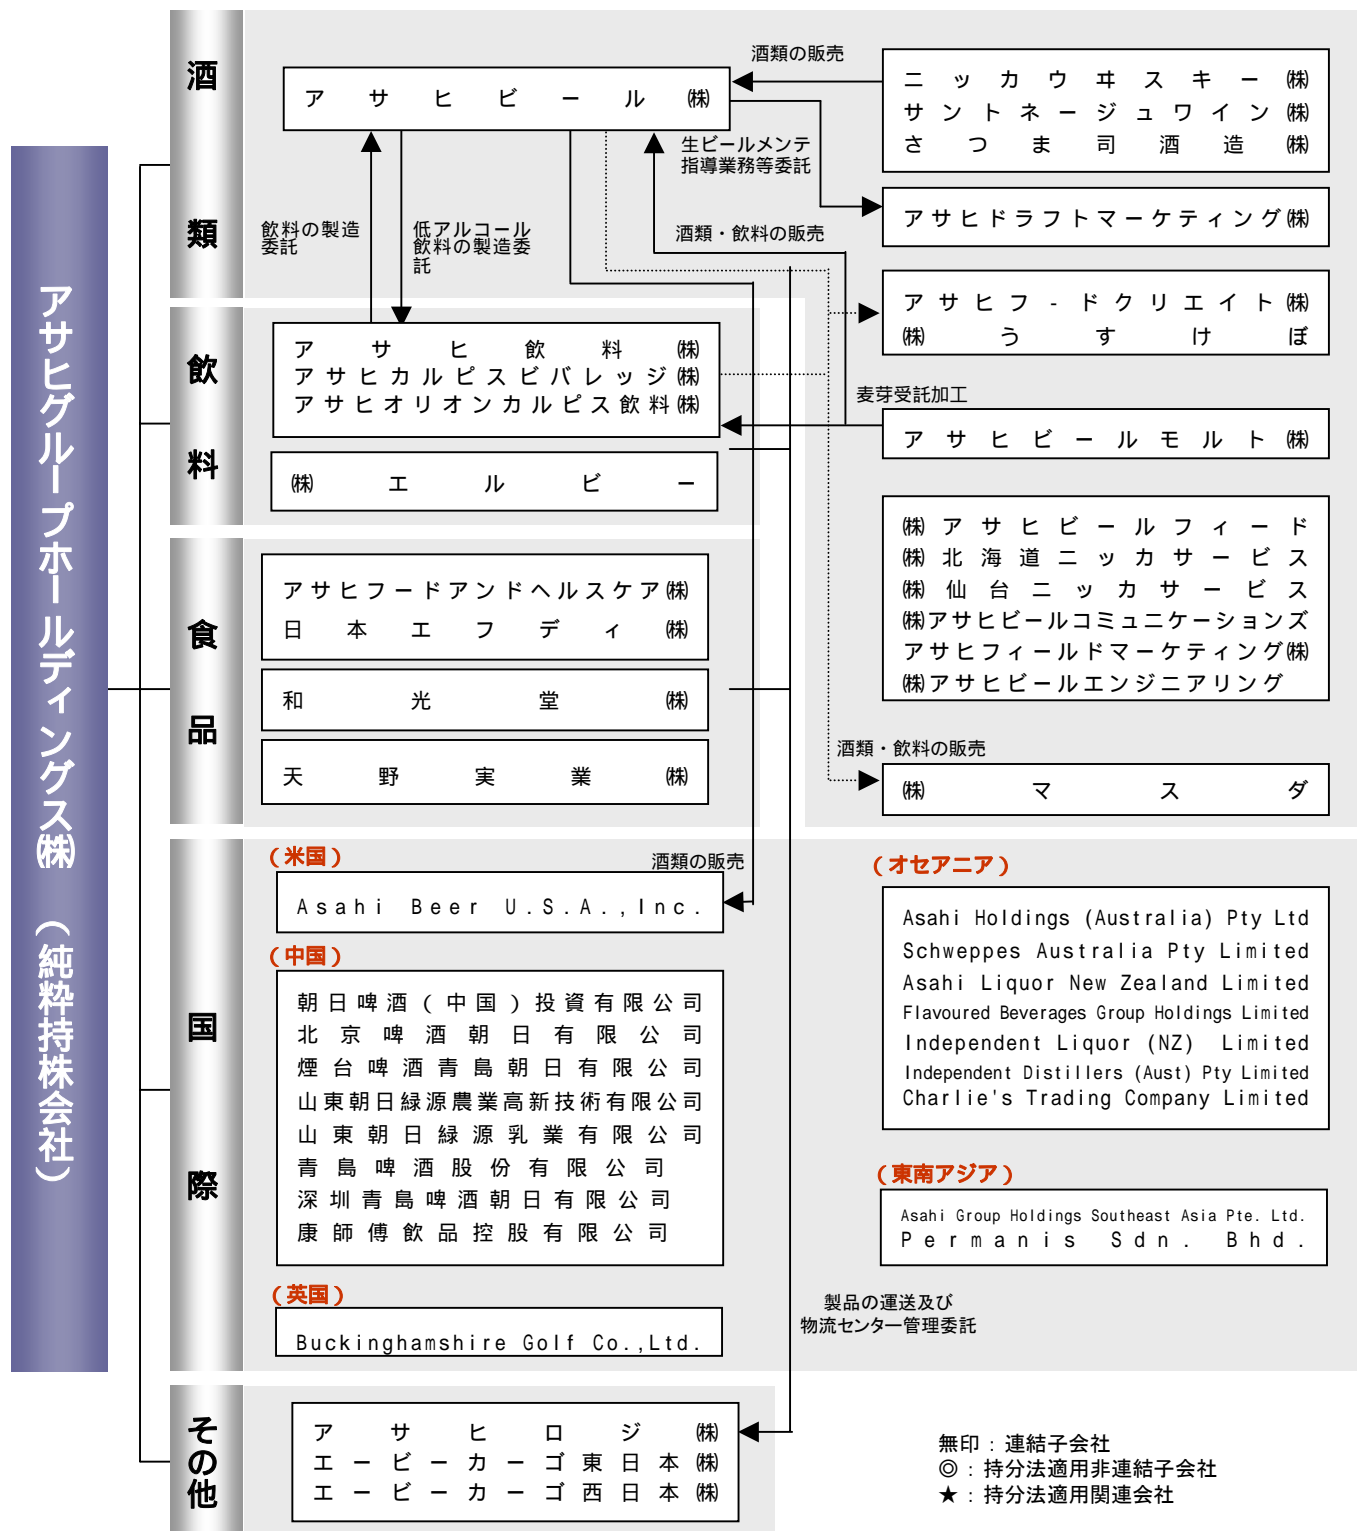 アサヒグループホールディングス㈱ （純粋持株会社）
酒類
アサヒビール㈱
酒類の販売
ニッカウヰスキー㈱
サントネージュワイン㈱
さつま司酒造㈱
生ビールメンテ
指導業務等委託
アサヒドラフトマーケティング㈱
飲料の製造
委託
低アルコール
飲料の製造委
託
酒類・飲料の販売
アサヒフ-ドクリエイト㈱
㈱うすけぼ
飲料
アサヒ飲料㈱
アサヒカルピスビバレッジ㈱
アサヒオリオンカルピス飲料㈱
㈱エルビー
麦芽受託加工
アサヒビールモルト㈱
㈱アサヒビールフィード
㈱北海道ニッカサービス
㈱仙台ニッカサービス
㈱アサヒビールコミュニケーションズ
アサヒフィールドマーケティング㈱
㈱アサヒビールエンジニアリング
食品
アサヒフードアンドヘルスケア㈱
日本エフディ㈱
和光堂㈱
天野実業㈱
酒類・飲料の販売
㈱マスダ
国際
（米国）
酒類の販売
Asahi Beer U.S.A.,Inc.
（中国）
朝日啤酒（中国）投資有限公司
北京啤酒朝日有限公司
煙台啤酒青島朝日有限公司
山東朝日緑源農業高新技術有限公司
山東朝日緑源乳業有限公司
青島啤酒股份有限公司
深圳青島啤酒朝日有限公司
康師傅飲品控股有限公司
（英国）
Buckinghamshire Golf Co.,Ltd.
（オセアニア）
Asahi Holdings (Australia) Pty Ltd
Schweppes Australia Pty Limited
Asahi Liquor New Zealand Limited
Flavoured Beverages Group Holdings Limited
Independent Liquor (NZ) Limited
Independent Distillers (Aust) Pty Limited
Charlie's Trading Company Limited
（東南アジア）
Asahi Group Holdings Southeast Asia Pte. Ltd.
Permanis Sdn. Bhd.
製品の運送及び
物流センター管理委託
その他
アサヒロジ㈱
エービーカーゴ東日本㈱
エービーカーゴ西日本㈱
無印：連結子会社
◎：持分法適用非連結子会社
★：持分法適用関連会社